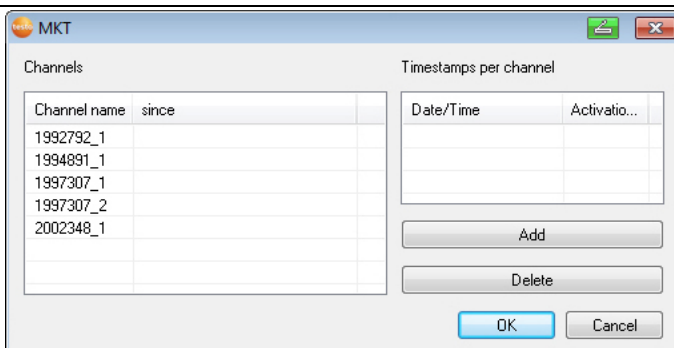 testo MKT
Channels
Channel name since
1992792_1
1994891_1
1997307_1
1997307_2
2002348_1
Timestamps per channel
Date/Time Activatio...
Add
Delete
OK Cancel